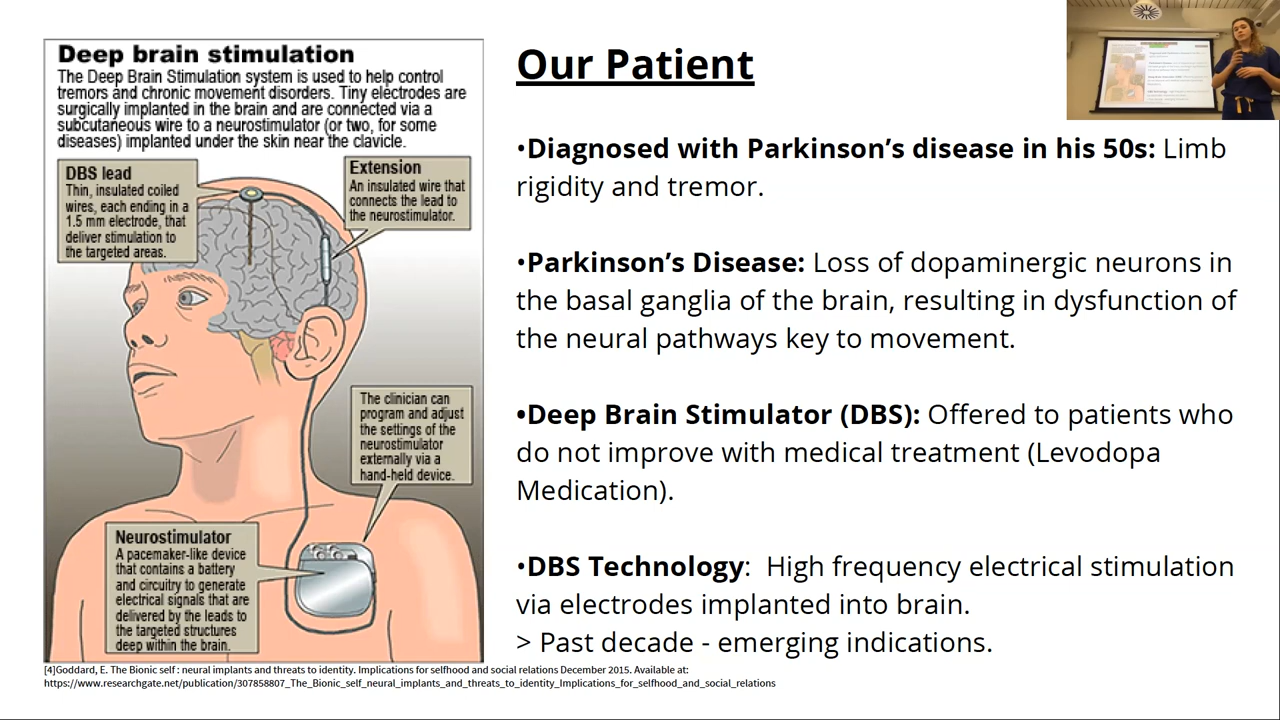 Deep brain stimulation
The Deep Brain Stimulation system is used to help control
tremors and chronic movement disorders. Tiny electrodes are
surgically implanted in the brain and are connected via a
subcutaneous wire to a neurostimulator (or two, for some
diseases) implanted under the skin near the clavicle.
DBS lead
Thin, insulated coiled
wires, each ending in a
1.5 mm electrode, that
deliver stimulation to
the targeted areas.
Extension
An insulated wire that
connects the lead to
the neurostimulator.
The clinician can
program and adjust
the settings of the
neurostimulator
externally via a
hand-held device.
Neurostimulator
A pacemaker-like device
that contains a battery
and circuitry to generate
electrical signals that are
delivered by the leads to
the targeted structures
deep within the brain.
[4]Goddard, E. The Bionic self : neural implants and threats to identity. Implications for selfhood and social relations December 2015. Available at:
https://www.researchgate.net/publication/307858807_The_Bionic_self_neural_implants_and_threats_to_identity_Implications_for_selfhood_and_social_relations
Our Patient
•Diagnosed with Parkinson’s disease in his 50s: Limb
rigidity and tremor.
•Parkinson’s Disease: Loss of dopaminergic neurons in
the basal ganglia of the brain, resulting in dysfunction of
the neural pathways key to movement.
•Deep Brain Stimulator (DBS): Offered to patients who
do not improve with medical treatment (Levodopa
Medication).
•DBS Technology:  High frequency electrical stimulation
via electrodes implanted into brain.
> Past decade - emerging indications.